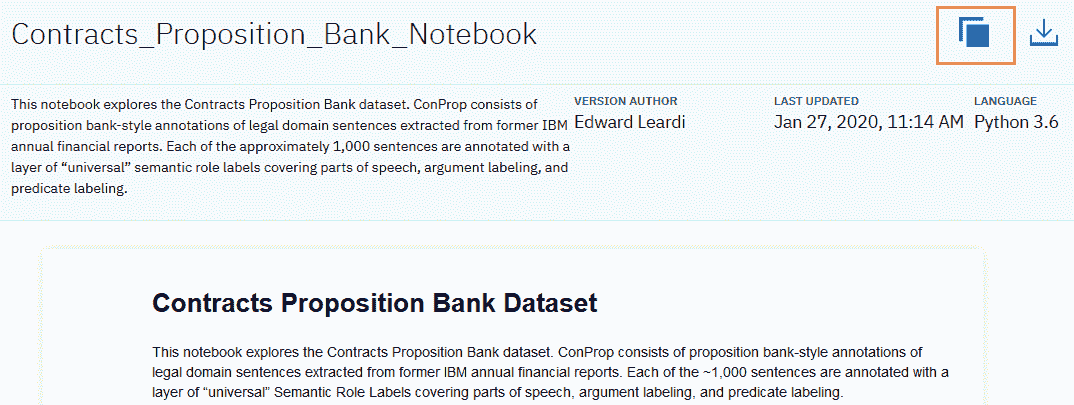 Contracts_Proposition_Bank_Notebook
This notebook explores the Contracts Proposition Bank dataset. ConProp consists of
proposition bank-style annotations of legal domain sentences extracted from former IBM
annual financial reports. Each of the approximately 1,000 sentences are annotated with a
layer of “universal” semantic role labels covering parts of speech, argument labeling, and
predicate labeling.
VERSION AUTHOR
Edward Leardi
LAST UPDATED
Jan 27, 2020, 11:14 AM
LANGUAGE
Python 3.6
Contracts Proposition Bank Dataset
This notebook explores the Contracts Proposition Bank dataset. ConProp consists of proposition bank-style annotations of
legal domain sentences extracted from former IBM annual financial reports. Each of the ~1,000 sentences are annotated with a
layer of “universal” Semantic Role Labels covering parts of speech, argument labeling, and predicate labeling.